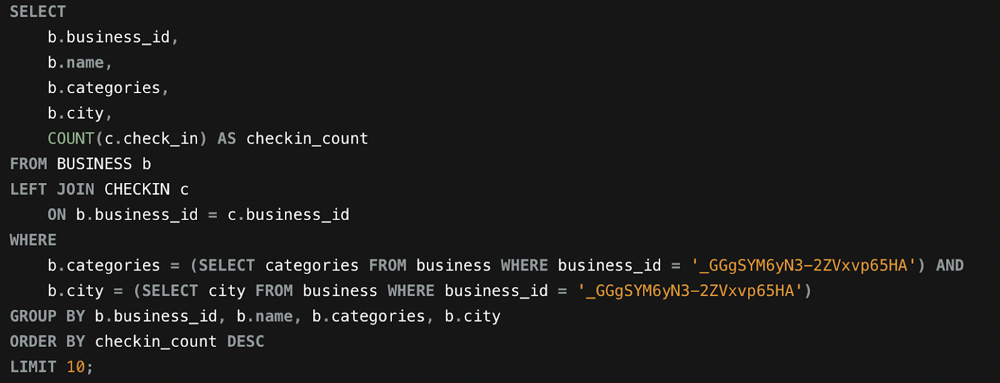 SELECT
    b.business_id,
    b.name,
    b.categories,
    b.city,
    COUNT(c.check_in) AS checkin_count
FROM BUSINESS b
LEFT JOIN CHECKIN c
    ON b.business_id = c.business_id
WHERE
    b.categories = (SELECT categories FROM business WHERE business_id = '_GGgSYM6yN3-2ZVxvp65HA') AND
    b.city = (SELECT city FROM business WHERE business_id = '_GGgSYM6yN3-2ZVxvp65HA')
GROUP BY b.business_id, b.name, b.categories, b.city
ORDER BY checkin_count DESC
LIMIT 10;